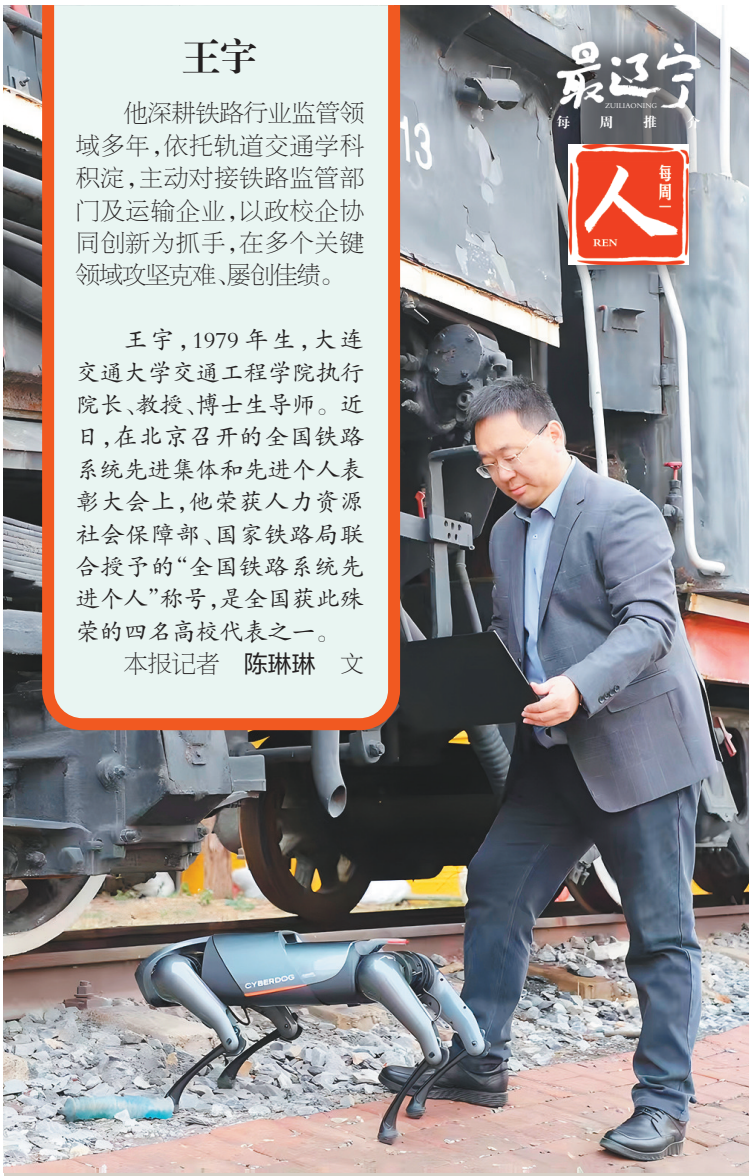 王宇
他深耕铁路行业监管领
域多年,依托轨道交通学科
积淀,主动对接铁路监管部
门及运输企业,以政校企协
同创新为抓手,在多个关键
领域攻坚克难、屡创佳绩。
王宇,1979年生,大连
交通大学交通工程学院执行
院长、教授、博士生导师。近
日,在北京召开的全国铁路
系统先进集体和先进个人表
彰大会上,他荣获人力资源
社会保障部、国家铁路局联
合授予的“全国铁路系统先
进个人”称号,是全国获此殊
荣的四名高校代表之一。
本报记者 陈琳琳 文
最辽宁
ZUILIAONING
每周推介
每周一
人
REN
13
CYBERDOG